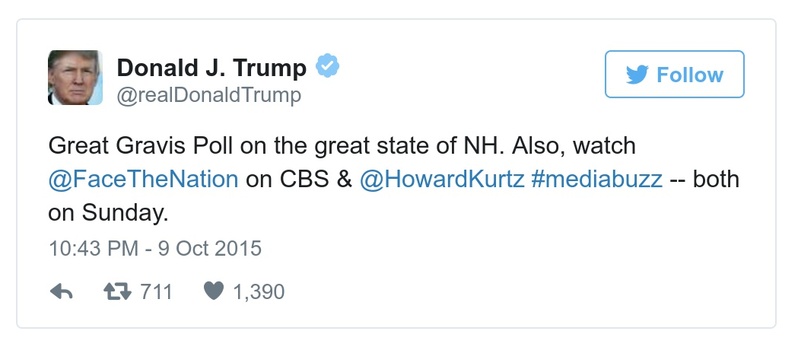 Donald J. Trump
@realDonaldTrump
Follow
Great Gravis Poll on the great state of NH. Also, watch
@FaceTheNation on CBS & @HowardKurtz #mediabuzz -- both
on Sunday.
10:43 PM - 9 Oct 2015
711 1,390